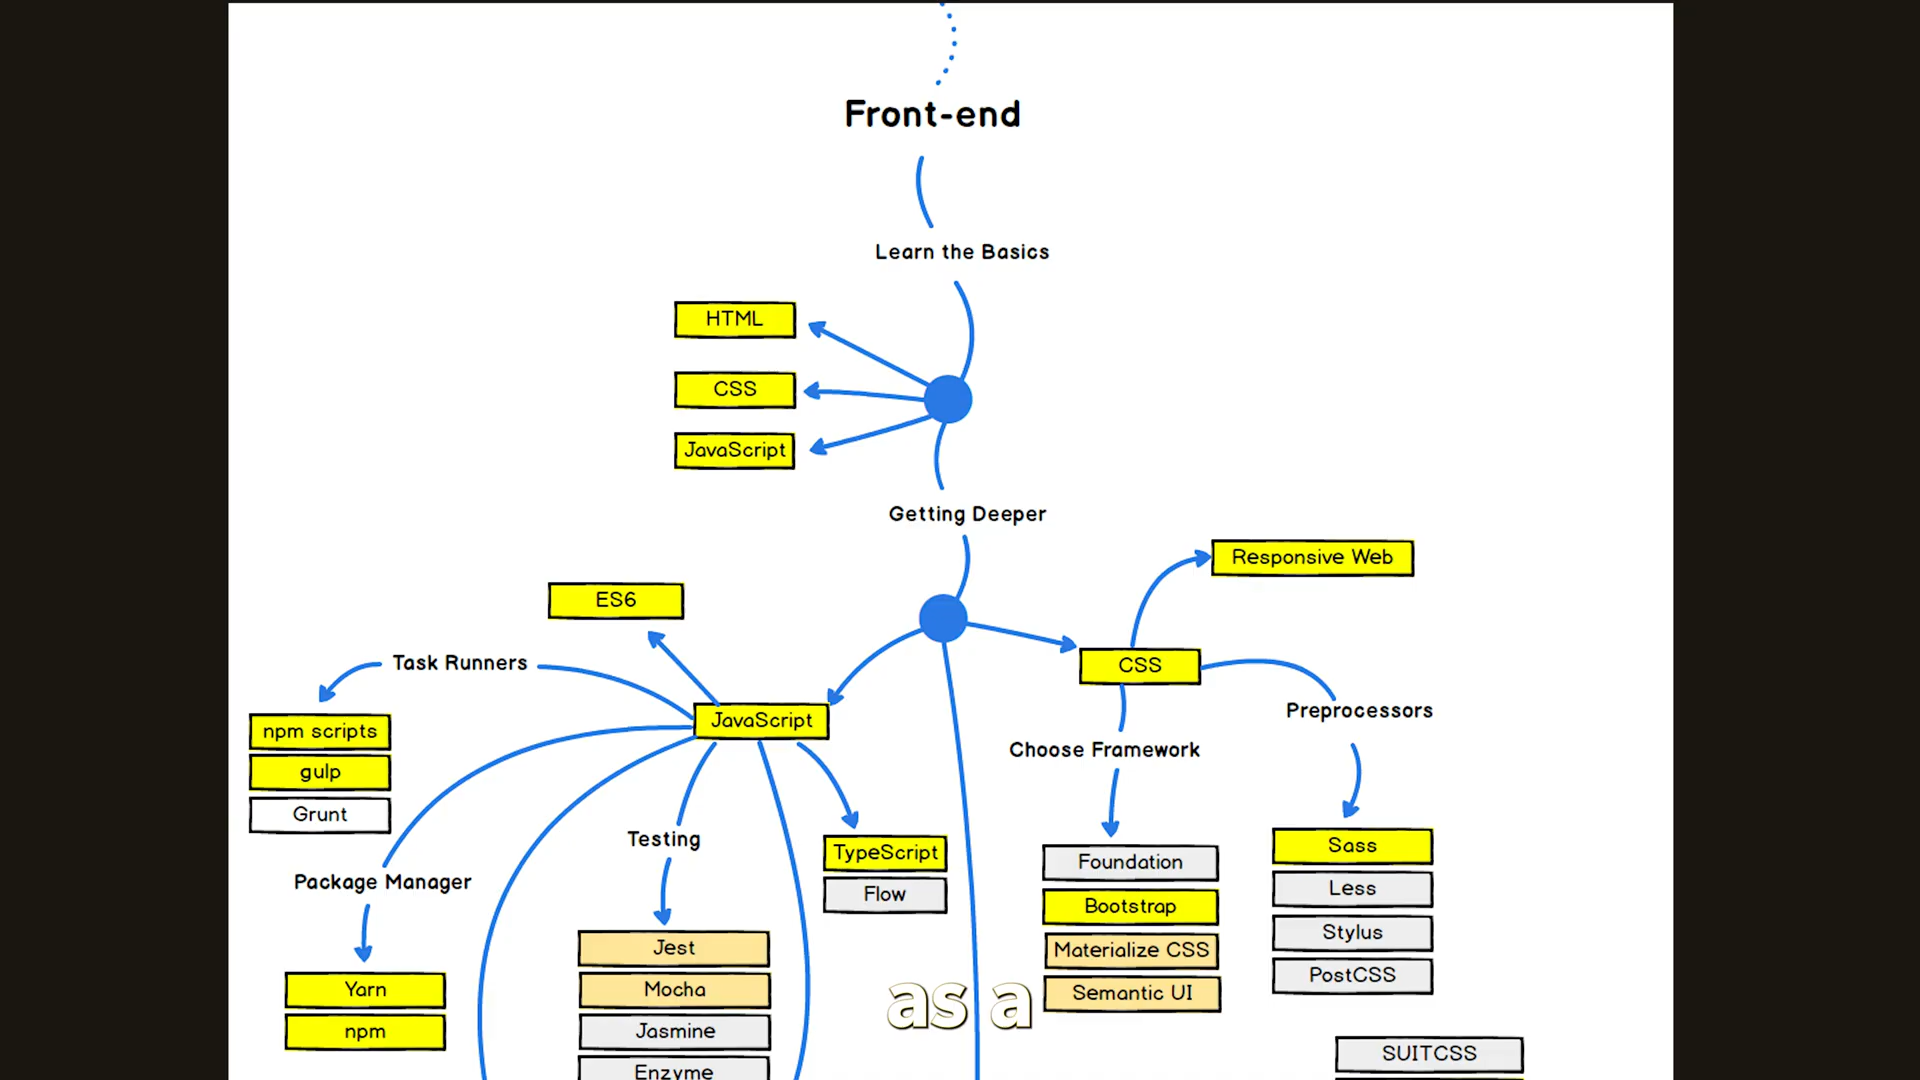 Front-end
Learn the Basics
HTML
CSS
JavaScript
Getting Deeper
Responsive Web
ES6
Task Runners
CSS
JavaScript
Preprocessors
npm scripts
gulp
Grunt
Choose Framework
Testing
TypeScript
Flow
Package Manager
Foundation
Bootstrap
Materialize CSS
Semantic UI
Sass
Less
Stylus
PostCSS
Jest
Mocha
Jasmine
Enzyme
Yarn
npm
as a
SUITCSS